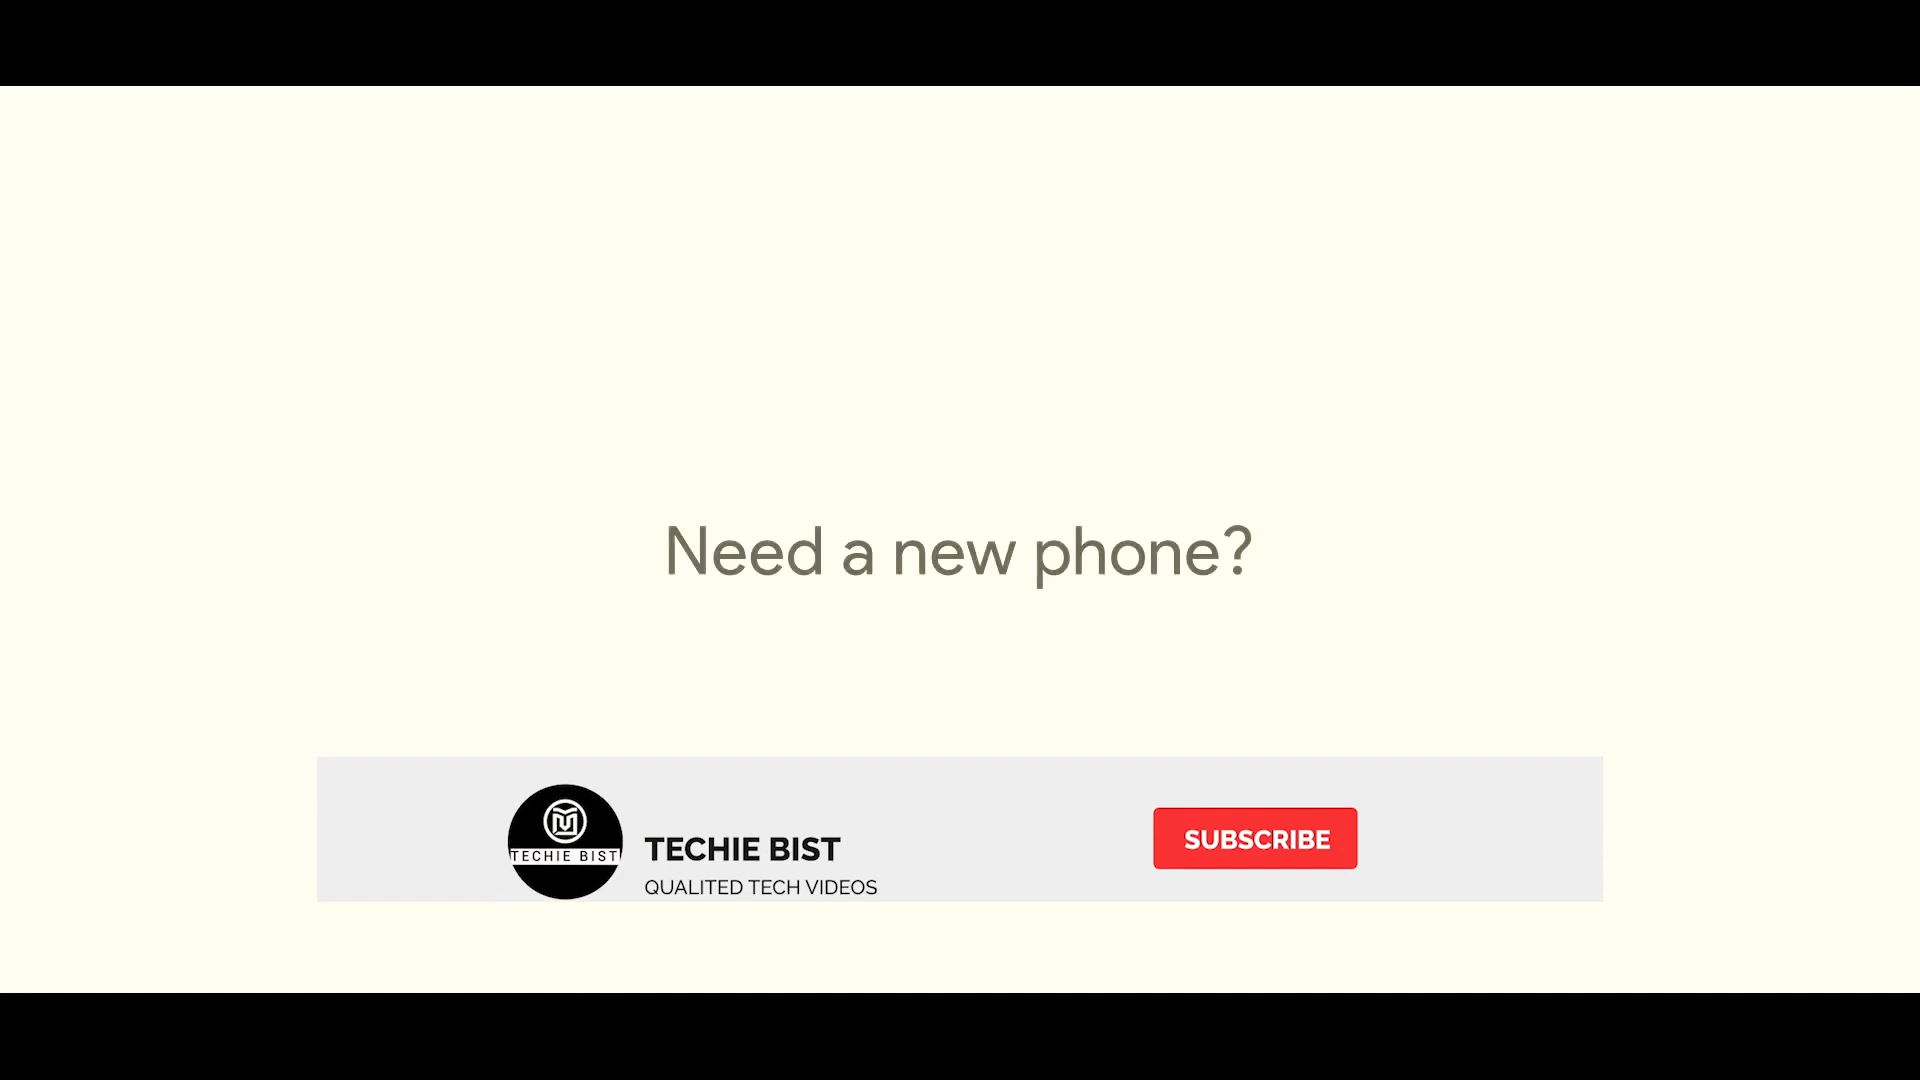 Need a new phone?
TECHIE BIST
TECHIE BIST
QUALITED TECH VIDEOS
SUBSCRIBE